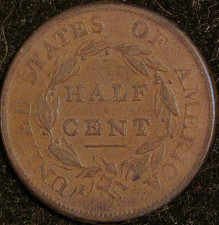 UNITED STATES OF AMERICA
HALF
CENT